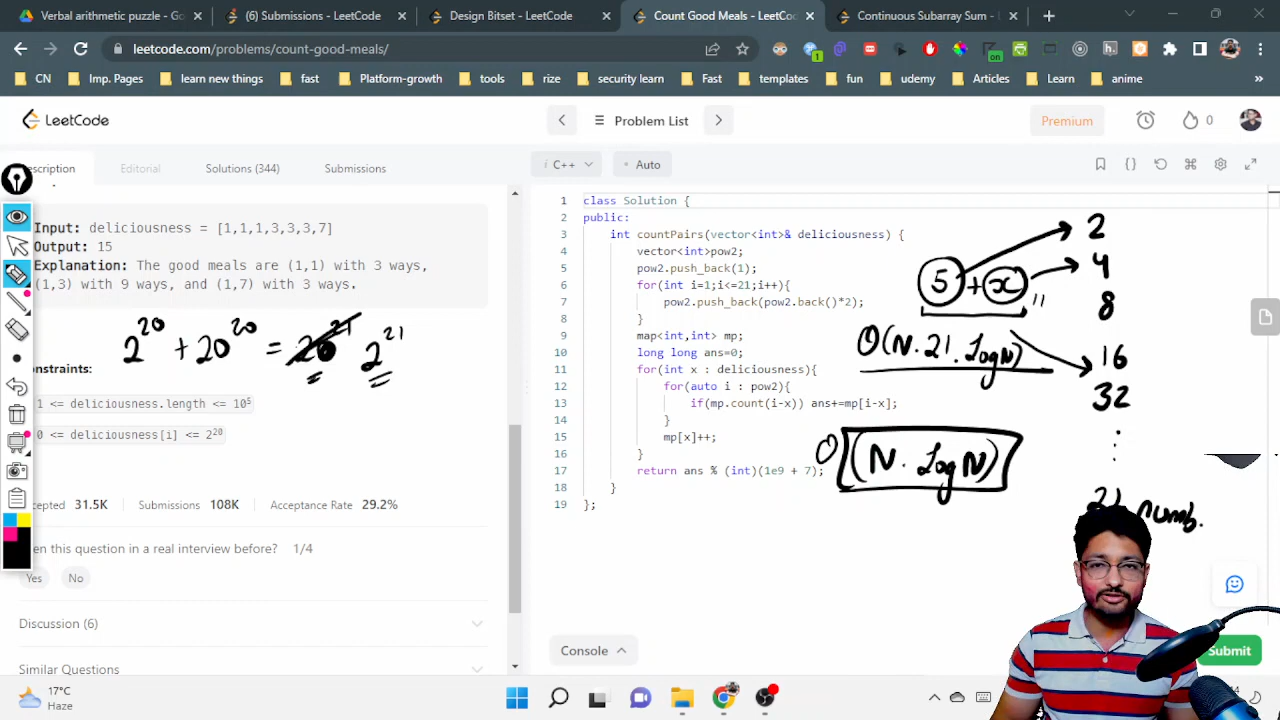 Verbal arithmetic puzzle - Go
(6) Submissions - LeetCode
Design Bitset - LeetCode
Count Good Meals - LeetCo
Continuous Subarray Sum - L
leetcode.com/problems/count-good-meals/
CN
Imp. Pages
learn new things
fast
Platform-growth
tools
rise
security learn
Fast
templates
fun
udemy
Articles
Learn
anime
LeetCode
Problem List
Premium
0
escription
Editorial
Solutions (344)
Submissions
i C++
Auto
Input: deliciousness = [1,1,1,3,3,3,7]
Output: 15
Explanation: The good meals are (1,1) with 3 ways,
(1,3) with 9 ways, and (1,7) with 3 ways.
2^20 + 20^20 = 2^21
onstraints:
1 <= deliciousness.length <= 10^5
0 <= deliciousness[i] <= 2^20
cepted 31.5K
Submissions 108K
Acceptance Rate 29.2%
en this question in a real interview before? 1/4
Yes No
Discussion (6)
Similar Questions
1 class Solution {
2 public:
3 int countPairs(vector<int>& deliciousness) {
4 vector<int>pow2;
5 pow2.push_back(1);
6 for(int i=1;i<=21;i++){
7 pow2.push_back(pow2.back()*2);
8 }
9 map<int,int> mp;
10 long long ans=0;
11 for(int x : deliciousness){
12 for(auto i : pow2){
13 if(mp.count(i-x)) ans+=mp[i-x];
14 }
15 mp[x]++;
16 }
17 return ans % (int)(1e9 + 7);
18 }
19 };
5 + x
2
4
8
16
32
21 numb.
O(N.21.LogN)
O(N.LogN)
Console
Submit
17°C
Haze